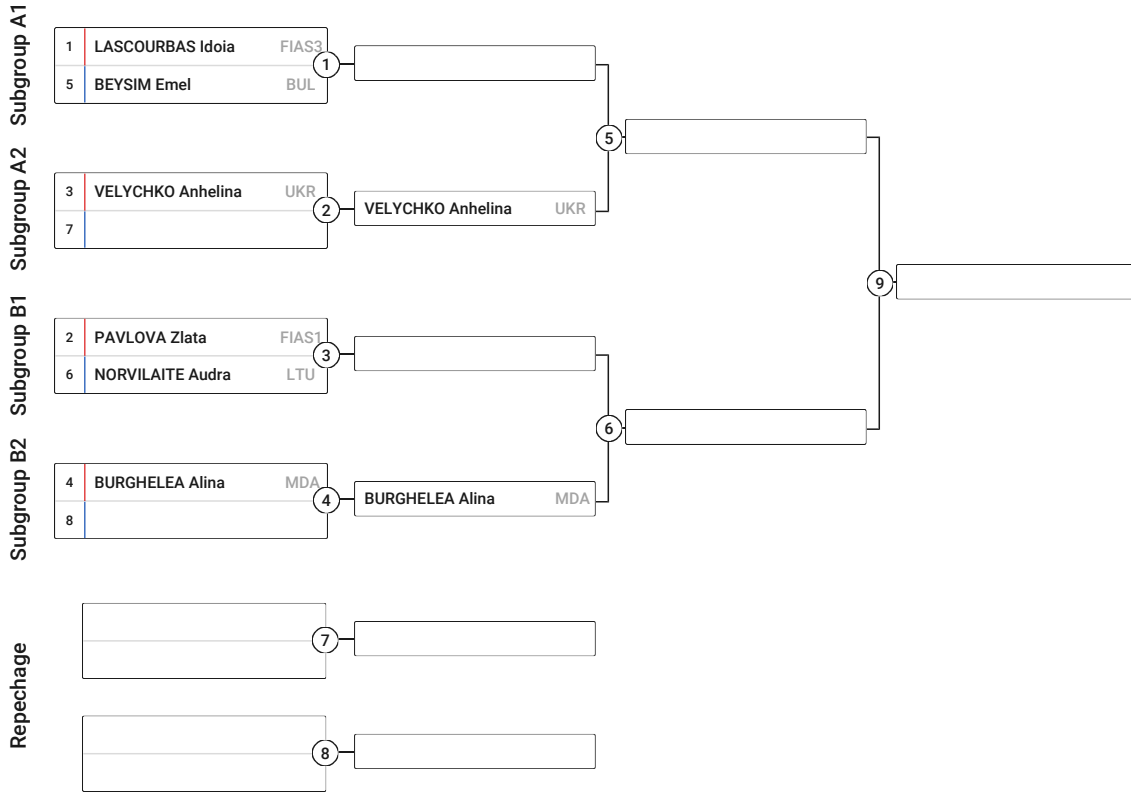 Subgroup A1
1 LASCOURBAS Idoia FIAS3
5 BEYSIM Emel BUL
1
5
Subgroup A2
3 VELYCHKO Anhelina UKR
7
2
VELYCHKO Anhelina UKR
9
Subgroup B1
2 PAVLOVA Zlata FIAS1
6 NORVILAITE Audra LTU
3
6
Subgroup B2
4 BURGHELEA Alina MDA
8
4
BURGHELEA Alina MDA
Repechage
7
8